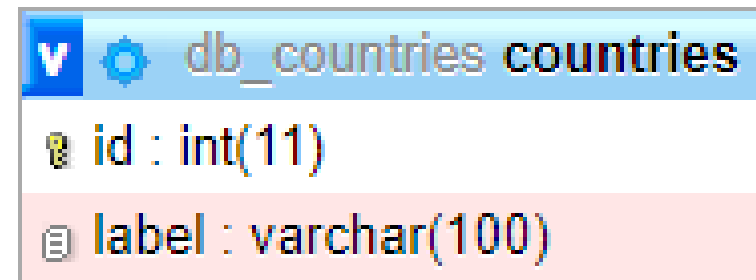 v db_countries countries
id : int(11)
label : varchar(100)